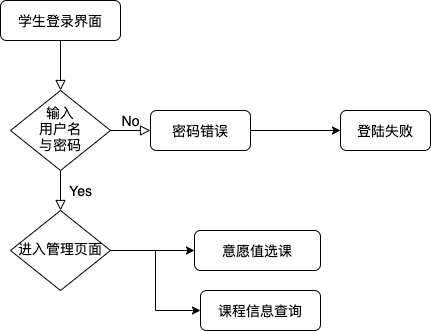 学生登录界面
输入
用户名
与密码
No
密码错误
登陆失败
Yes
进入管理页面
意愿值选课
课程信息查询